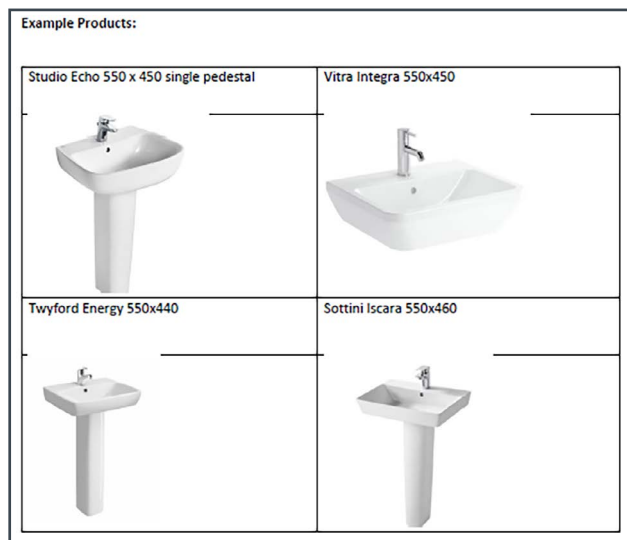 Example Products:
Studio Echo 550 x 450 single pedestal
Vitra Integra 550x450
Twyford Energy 550x440
Sottini Iscara 550x460